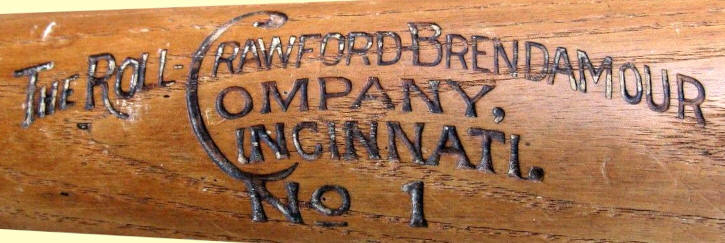 THE ROLL-CRAWFORD-BRENDAMOUR
COMPANY,
CINCINNATI.
No 1